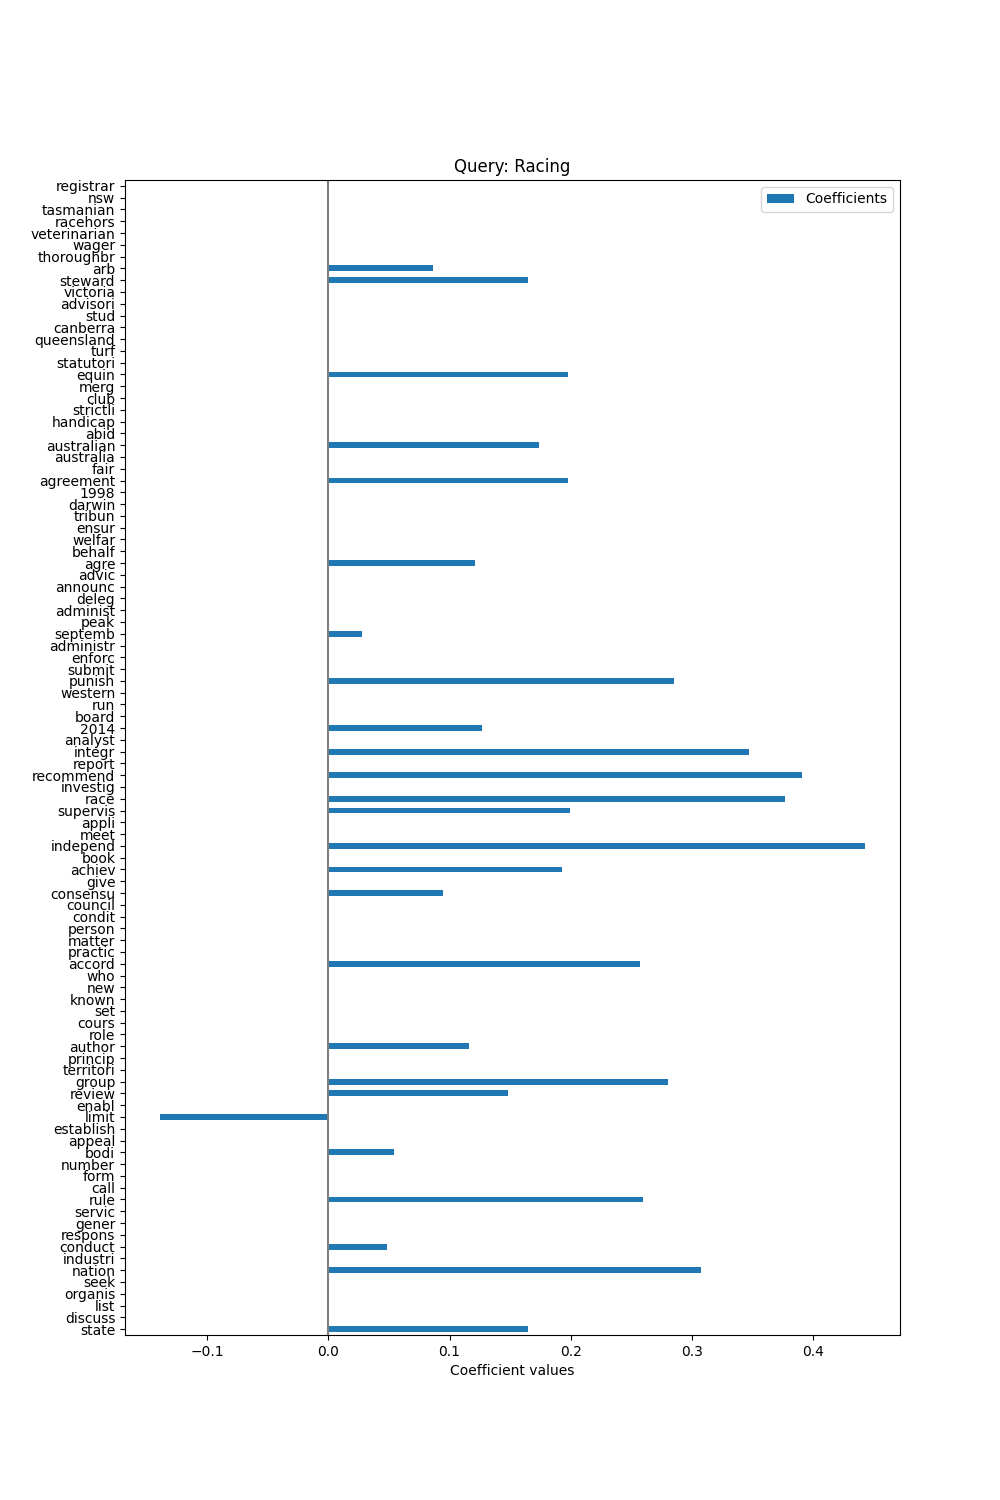 Query: Racing
Coefficients
registrar
nsw
tasmanian
racehors
veterinarian
wager
thoroughbr
arb
steward
victoria
advisori
stud
canberra
queensland
turf
statutori
equin
merg
club
strictli
handicap
abid
australian
australia
fair
agreement
1998
darwin
tribun
ensur
welfar
behalf
agre
advic
announc
deleg
administ
peak
septemb
administr
enforc
submit
punish
western
run
board
2014
analyst
integr
report
recommend
investig
race
supervis
appli
meet
independ
book
achiev
give
consensu
council
condit
person
matter
practic
accord
who
new
known
set
cours
role
author
princip
territori
group
review
enabl
limit
establish
appeal
bodi
number
form
call
rule
servic
gener
respons
conduct
industri
nation
seek
organis
list
discuss
state
−0.1 0.0 0.1 0.2 0.3 0.4
Coefficient values